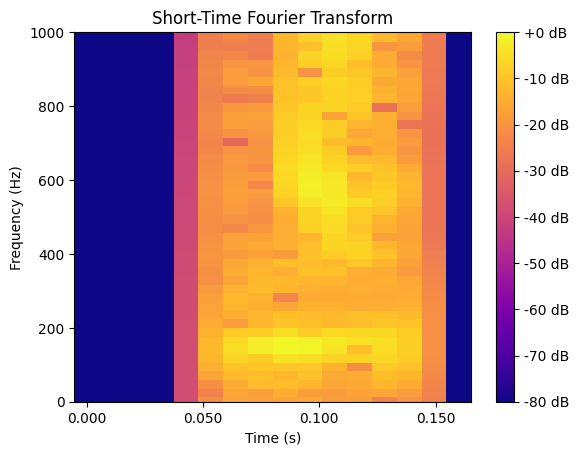 Short-Time Fourier Transform
1000
800
600
400
200
0
Frequency (Hz)
0.000
0.050
0.100
0.150
Time (s)
+0 dB
-10 dB
-20 dB
-30 dB
-40 dB
-50 dB
-60 dB
-70 dB
-80 dB